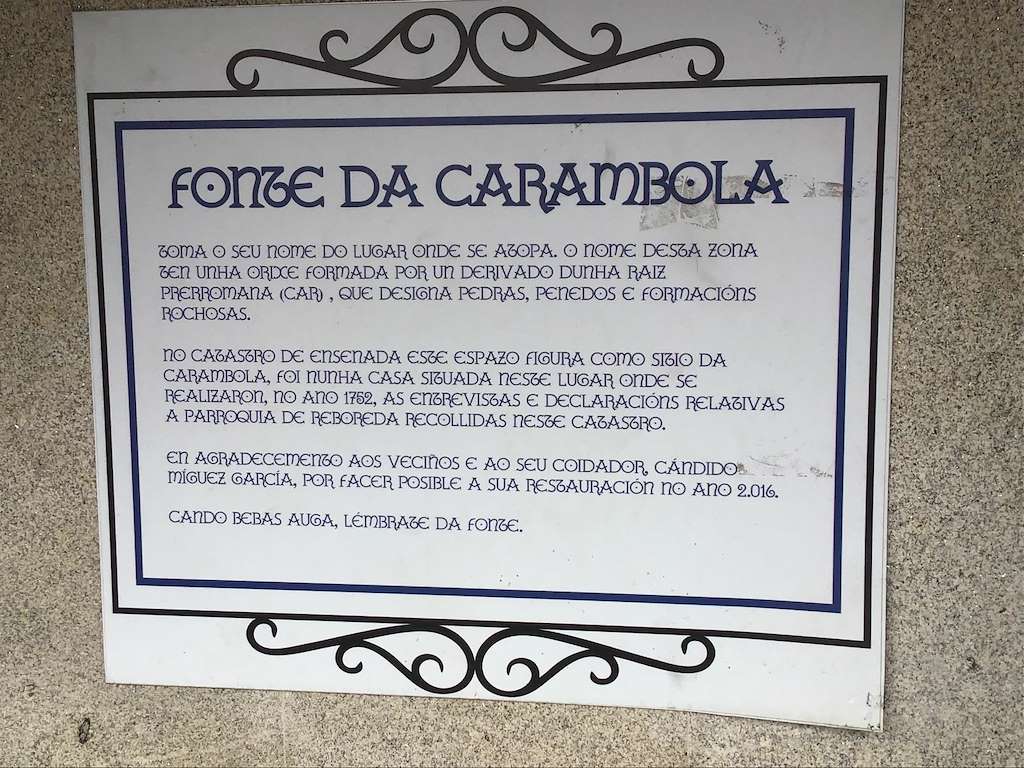 FONTE DA CARAMBOLA
TOMA O SEU NOME DO LUGAR ONDE SE ATOPA. O NOME DESTA ZONA
TEN UNHA ORIXE FORMADA POR UN DERIVADO DUNHA RAIZ
PRERROMANA (CAR) , QUE DESIGNA PEDRAS, PENEDOS E FORMACIÓNS
ROCHOSAS.
NO CATASTRO DE ENSENADA ESTE ESPAZO FIGURA COMO SITIO DA
CARAMBOLA, FOI NUNHA CASA SITUADA NESTE LUGAR ONDE SE
REALIZARON, NO ANO 1752, AS ENTREVISTAS E DECLARACIÓNS RELATIVAS
A PARROQUIA DE REBOREDA RECOLLIDAS NESTE CATASTRO.
EN AGRADECEMENTO AOS VECIÑOS E AO SEU COIDADOR, CÁNDIDO
MÍGUEZ GARCÍA, POR FACER POSIBLE A SUA RESTAURACIÓN NO ANO 2.016.
CANDO BEBAS AUGA, LÉMBRATE DA FONTE.